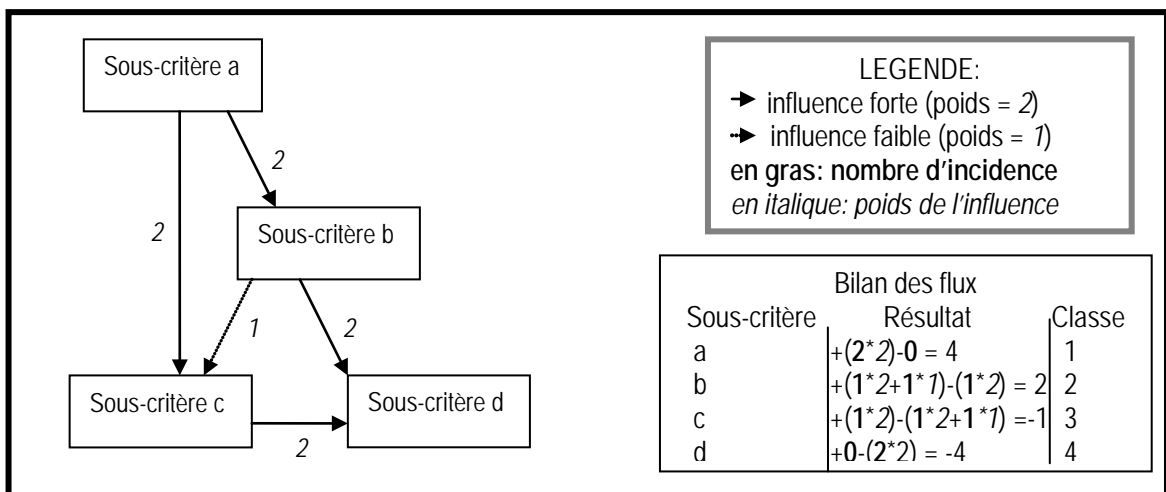 Sous-critère a
2
2
Sous-critère b
1
2
Sous-critère c
Sous-critère d
2
LEGENDE:
influence forte (poids = 2)
influence faible (poids = 1)
en gras: nombre d'incidence
en italique: poids de l'influence
Bilan des flux
Sous-critère Résultat Classe
a +(2*2)-0 = 4 1
b +(1*2+1*1)-(1*2) = 2 2
c +(1*2)-(1*2+1*1) =-1 3
d +0-(2*2) = -4 4